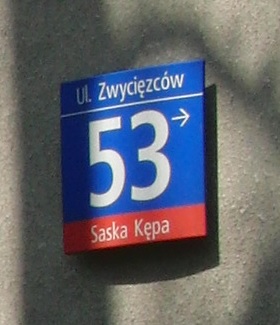 Ul. Zwycięzców
53 →
Saska Kępa